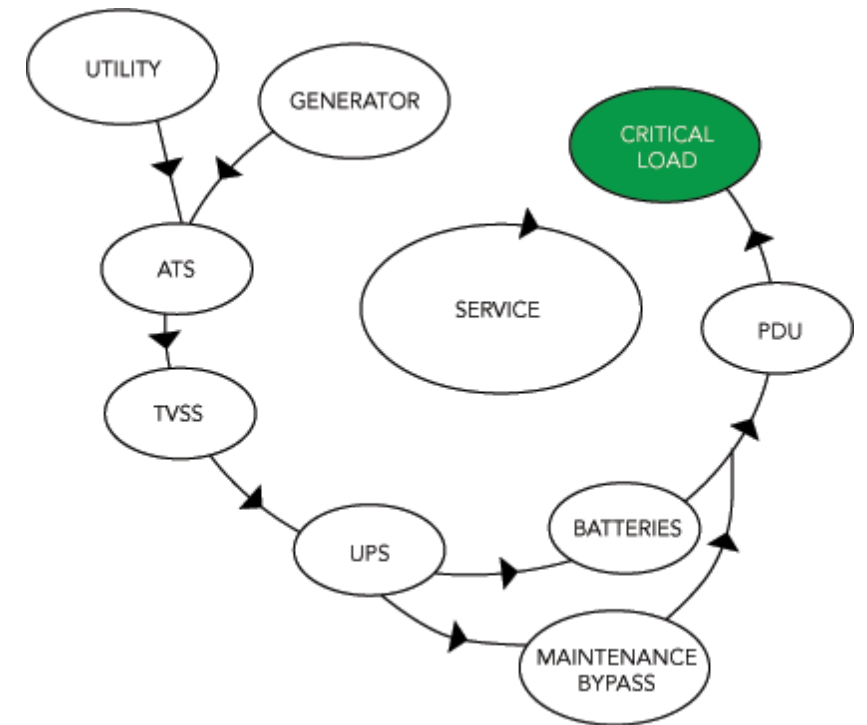 UTILITY
GENERATOR
CRITICAL
LOAD
ATS
SERVICE
PDU
TVSS
UPS
BATTERIES
MAINTENANCE
BYPASS